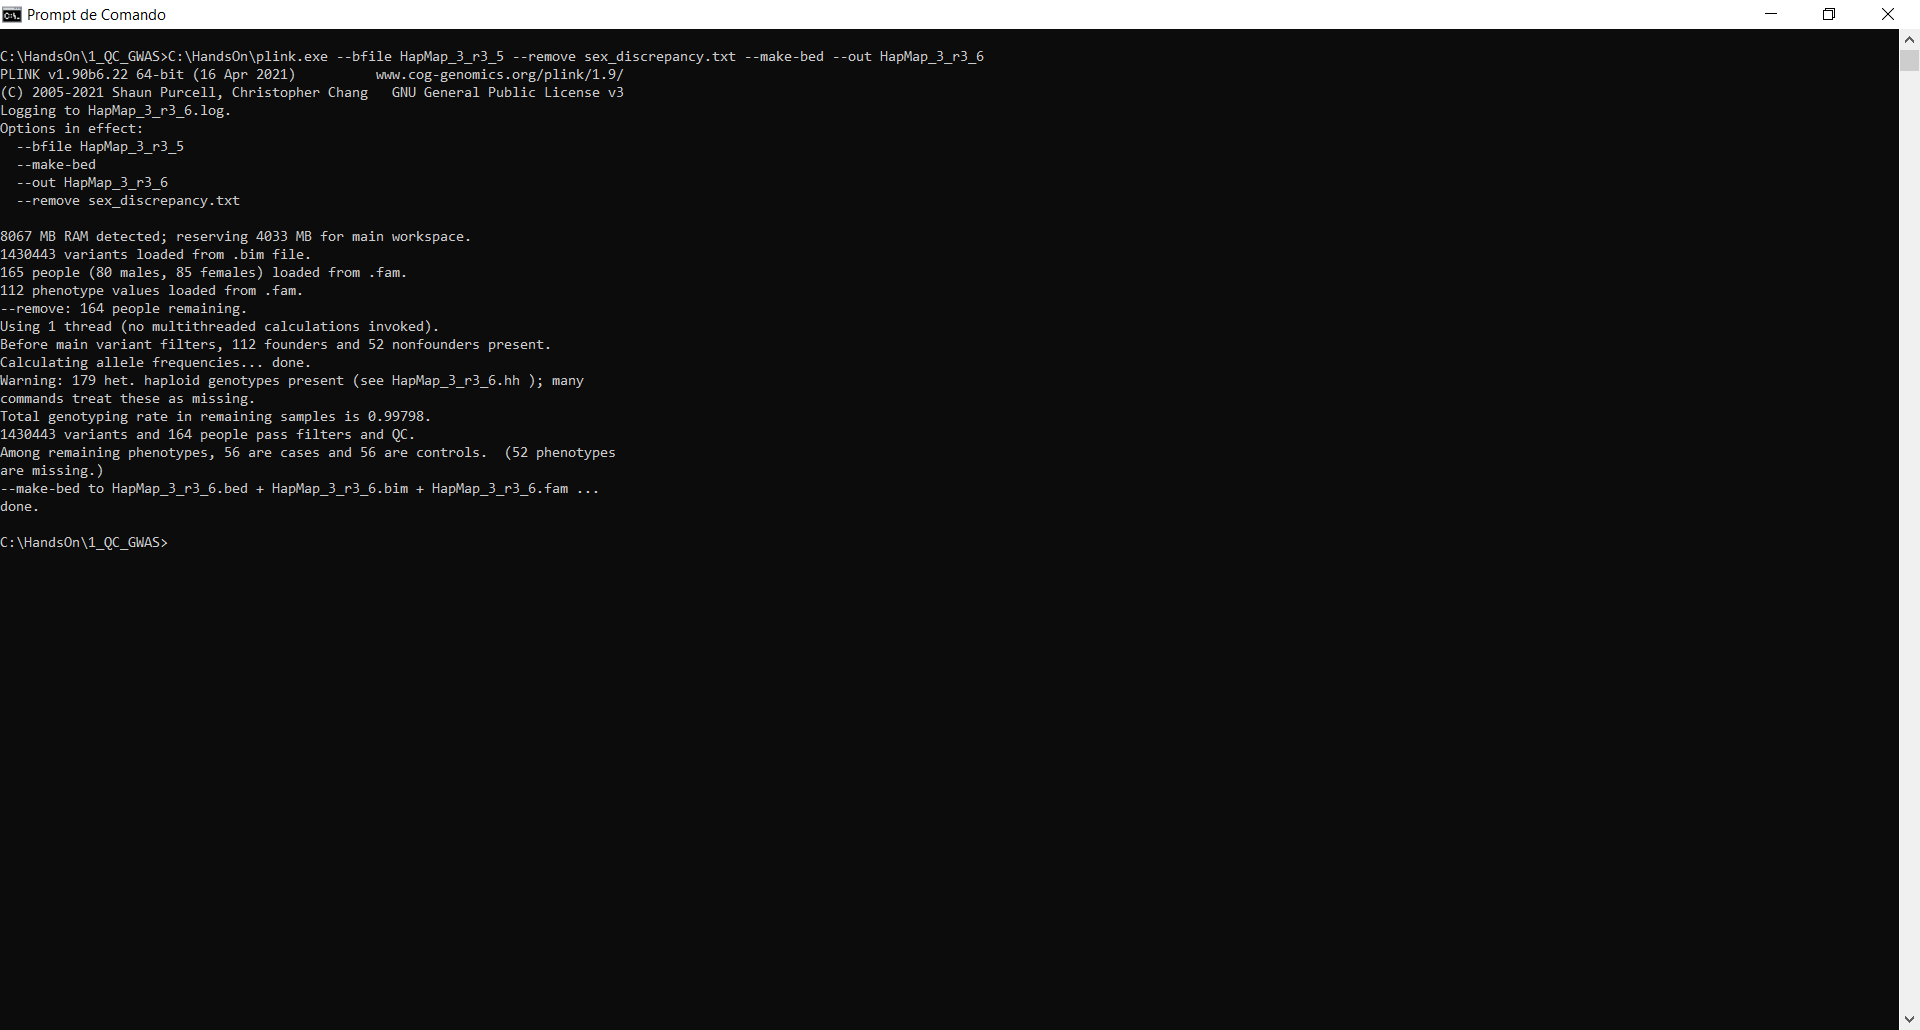 Prompt de Comando
C:\HandsOn\1_QC_GWAS>C:\HandsOn\plink.exe --bfile HapMap_3_r3_5 --remove sex_discrepancy.txt --make-bed --out HapMap_3_r3_6
PLINK v1.90b6.22 64-bit (16 Apr 2021)          www.cog-genomics.org/plink/1.9/
(C) 2005-2021 Shaun Purcell, Christopher Chang   GNU General Public License v3
Logging to HapMap_3_r3_6.log.
Options in effect:
  --bfile HapMap_3_r3_5
  --make-bed
  --out HapMap_3_r3_6
  --remove sex_discrepancy.txt
8067 MB RAM detected; reserving 4033 MB for main workspace.
1430443 variants loaded from .bim file.
165 people (80 males, 85 females) loaded from .fam.
112 phenotype values loaded from .fam.
--remove: 164 people remaining.
Using 1 thread (no multithreaded calculations invoked).
Before main variant filters, 112 founders and 52 nonfounders present.
Calculating allele frequencies... done.
Warning: 179 het. haploid genotypes present (see HapMap_3_r3_6.hh ); many
commands treat these as missing.
Total genotyping rate in remaining samples is 0.99798.
1430443 variants and 164 people pass filters and QC.
Among remaining phenotypes, 56 are cases and 56 are controls.  (52 phenotypes
are missing.)
--make-bed to HapMap_3_r3_6.bed + HapMap_3_r3_6.bim + HapMap_3_r3_6.fam ...
done.
C:\HandsOn\1_QC_GWAS>